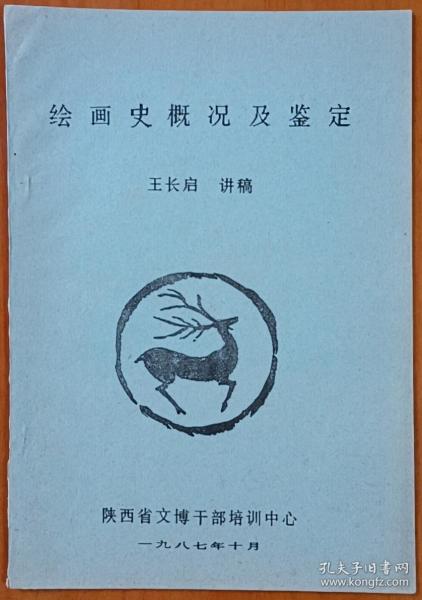 绘画史概况及鉴定
王长启 讲稿
陕西省文博干部培训中心
一九八七年十月
孔夫子旧书网
www.kongfz.com